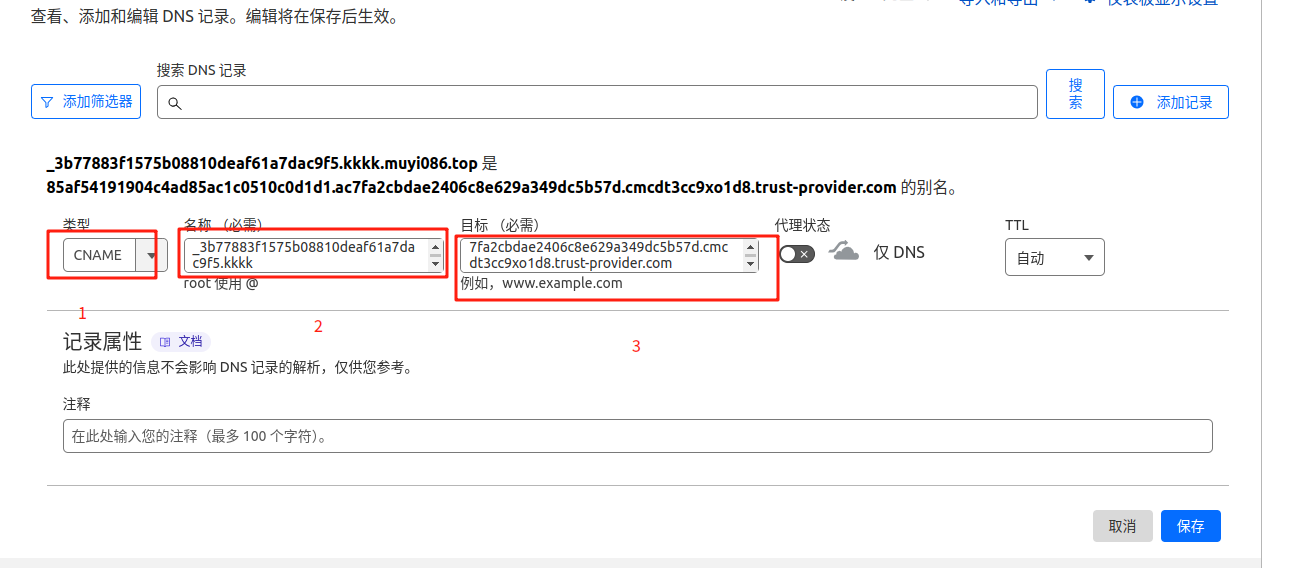 查看、添加和编辑 DNS 记录。编辑将在保存后生效。
导入和导出
仪表板显示设置
搜索 DNS 记录
添加筛选器
搜
索
添加记录
_3b77883f1575b08810deaf61a7dac9f5.kkkk.muyi086.top 是
85af54191904c4ad85ac1c0510c0d1d1.ac7fa2cbdae2406c8e629a349dc5b57d.cmcdt3cc9xo1d8.trust-provider.com 的别名。
类型
名称 （必需）
目标 （必需）
代理状态
TTL
CNAME
_3b77883f1575b08810deaf61a7da
c9f5.kkkk
7fa2cbdae2406c8e629a349dc5b57d.cmc
dt3cc9xo1d8.trust-provider.com
仅 DNS
自动
root 使用 @
例如，www.example.com
1
2
3
记录属性
文档
此处提供的信息不会影响 DNS 记录的解析，仅供您参考。
注释
在此处输入您的注释（最多 100 个字符）。
取消
保存